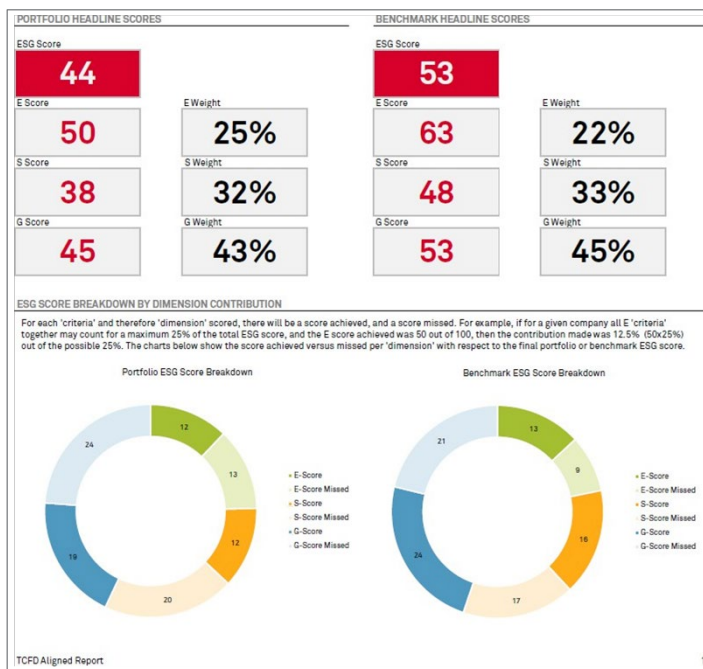 PORTFOLIO HEADLINE SCORES
BENCHMARK HEADLINE SCORES
ESG Score
44
E Score
E Weight
50
25%
S Score
S Weight
38
32%
G Score
G Weight
45
43%
ESG Score
53
E Score
E Weight
63
22%
S Score
S Weight
48
33%
G Score
G Weight
53
45%
ESG SCORE BREAKDOWN BY DIMENSION CONTRIBUTION
For each 'criteria' and therefore 'dimension' scored, there will be a score achieved, and a score missed. For example, if for a given company all E 'criteria'
together may count for a maximum 25% of the total ESG score, and the E score achieved was 50 out of 100, then the contribution made was 12.5% (50x25%)
out of the possible 25%. The charts below show the score achieved versus missed per 'dimension' with respect to the final portfolio or benchmark ESG score.
Portfolio ESG Score Breakdown
12
13
12
20
19
24
E-Score
E-Score Missed
S-Score
S-Score Missed
G-Score
G-Score Missed
Benchmark ESG Score Breakdown
13
9
16
17
24
21
E-Score
E-Score Missed
S-Score
S-Score Missed
G-Score
G-Score Missed
TCFD Aligned Report